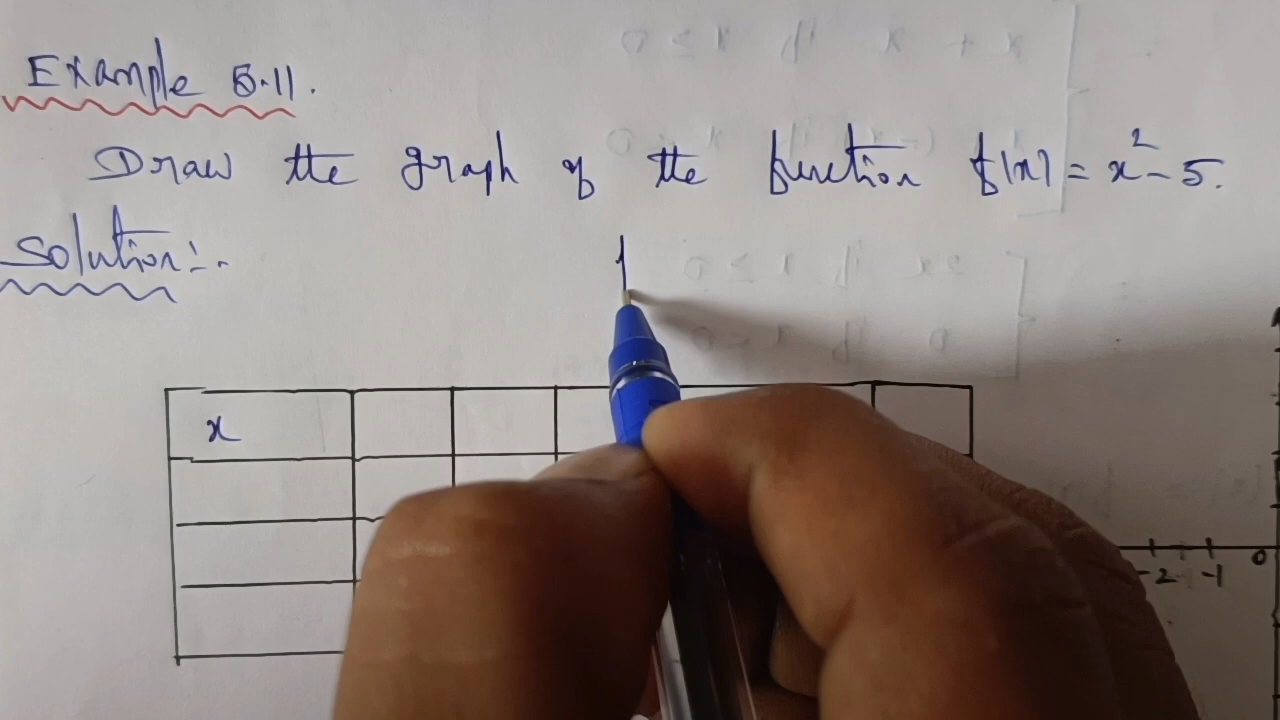 Example 5.11.
Draw the graph of the function f(x) = x² - 5.
Solution:-
x
-2 -1 0